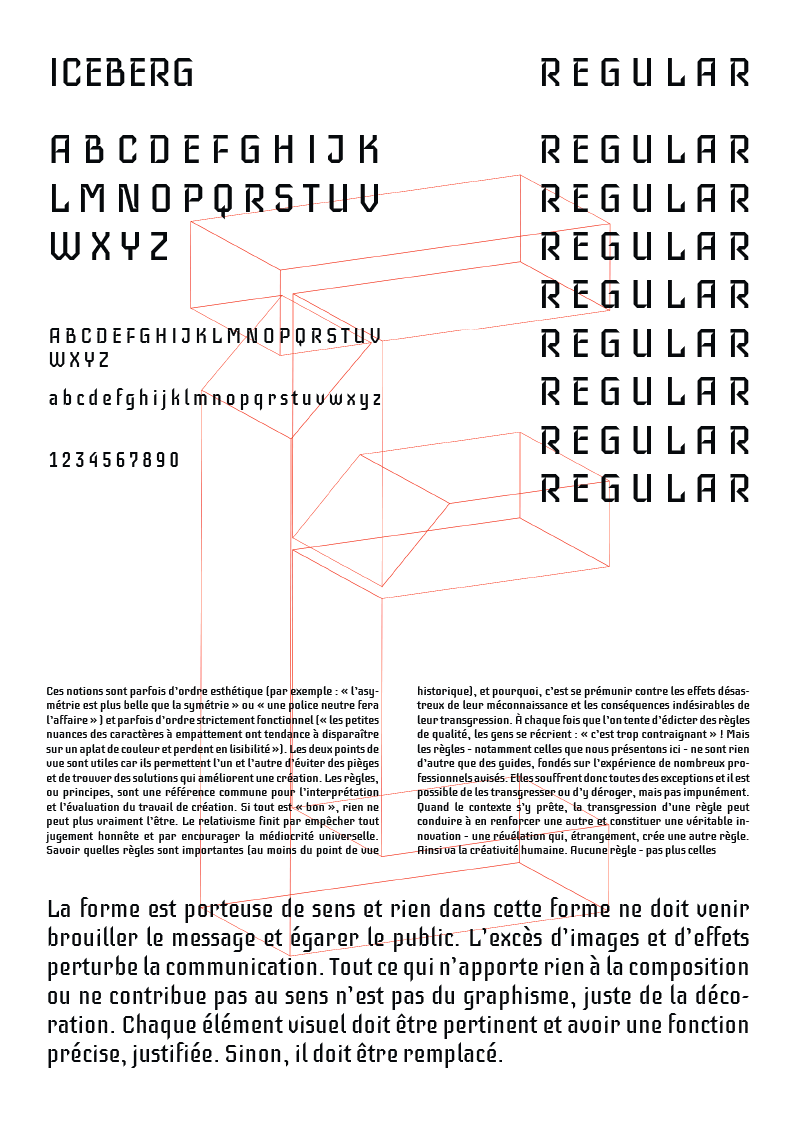 ICEBERG
REGULAR
ABCDEFGHIJK
LMNOPQRSTUV
WXYZ
REGULAR
REGULAR
REGULAR
REGULAR
REGULAR
REGULAR
REGULAR
REGULAR
ABCDEFGHIJKLMNOPQRSTUV
WXYZ
abcdefghijklmnopqrstuvwxyz
1234567890
Ces notions sont parfois d'ordre esthétique (par exemple : « l'asy-
métrie est plus belle que la symétrie » ou « une police neutre fera
l'affaire » ) et parfois d'ordre strictement fonctionnel (« les petites
nuances des caractères à empattement ont tendance à disparaître
sur un aplat de couleur et perdent en lisibilité »). Les deux points de
vue sont utiles car ils permettent l'un et l'autre d'éviter des pièges
et de trouver des solutions qui améliorent une création. Les règles,
ou principes, sont une référence commune pour l'interprétation
et l'évaluation du travail de création. Si tout est « bon », rien ne
peut plus vraiment l'être. Le relativisme finit par empêcher tout
jugement honnête et par encourager la médiocrité universelle.
Savoir quelles règles sont importantes (au moins du point de vue
historique), et pourquoi, c'est se prémunir contre les effets désas-
treux de leur méconnaissance et les conséquences indésirables de
leur transgression. À chaque fois que l'on tente d'édicter des règles
de qualité, les gens se récrient : « c'est trop contraignant » ! Mais
les règles - notamment celles que nous présentons ici - ne sont rien
d'autre que des guides, fondés sur l'expérience de nombreux pro-
fessionnels avisés. Elles souffrent donc toutes des exceptions et il est
possible de les transgresser ou d'y déroger, mais pas impunément.
Quand le contexte s'y prête, la transgression d'une règle peut
conduire à en renforcer une autre et constituer une véritable in-
novation - une révélation qui, étrangement, crée une autre règle.
Ainsi va la créativité humaine. Aucune règle - pas plus celles
La forme est porteuse de sens et rien dans cette forme ne doit venir
brouiller le message et égarer le public. L'excès d'images et d'effets
perturbe la communication. Tout ce qui n'apporte rien à la composition
ou ne contribue pas au sens n'est pas du graphisme, juste de la déco-
ration. Chaque élément visuel doit être pertinent et avoir une fonction
précise, justifiée. Sinon, il doit être remplacé.